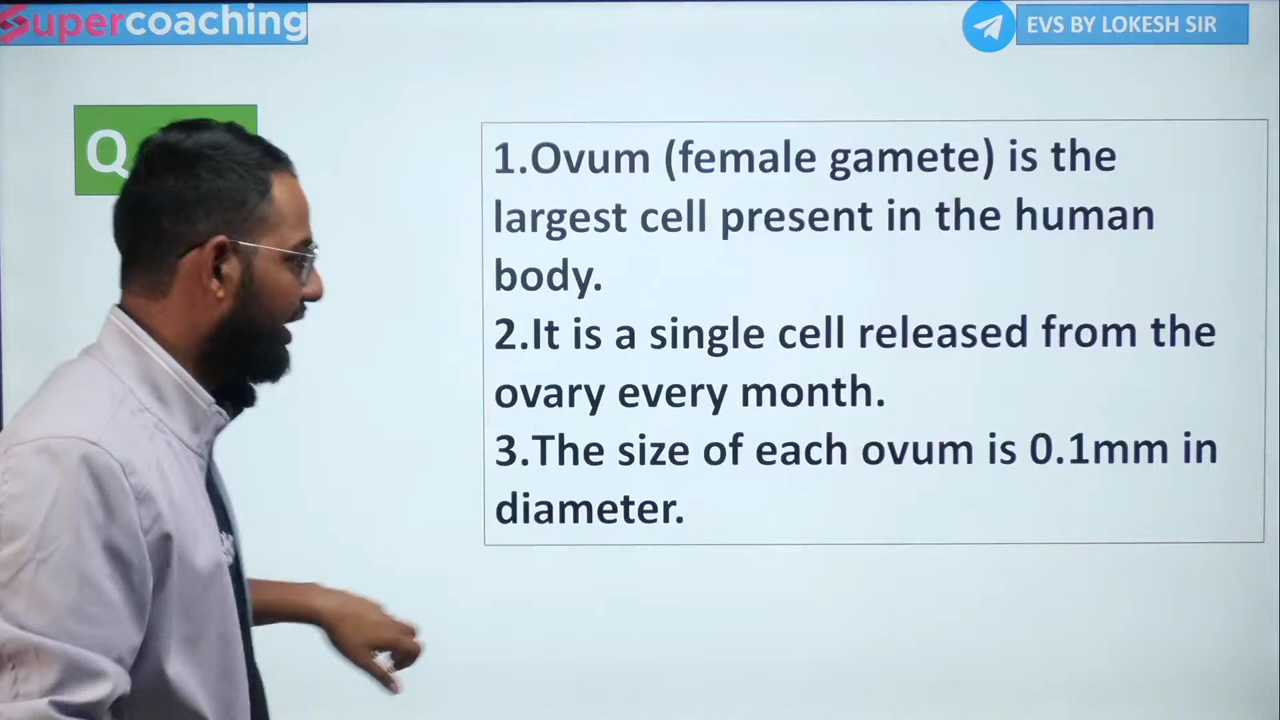 Supercoaching
EVS BY LOKESH SIR
Q
1.Ovum (female gamete) is the
largest cell present in the human
body.
2.It is a single cell released from the
ovary every month.
3.The size of each ovum is 0.1mm in
diameter.